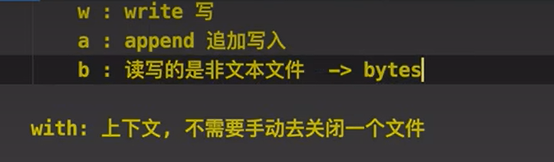 w : write 写
a : append 追加写入
b : 读写的是非文本文件 -> bytes
with: 上下文, 不需要手动去关闭一个文件